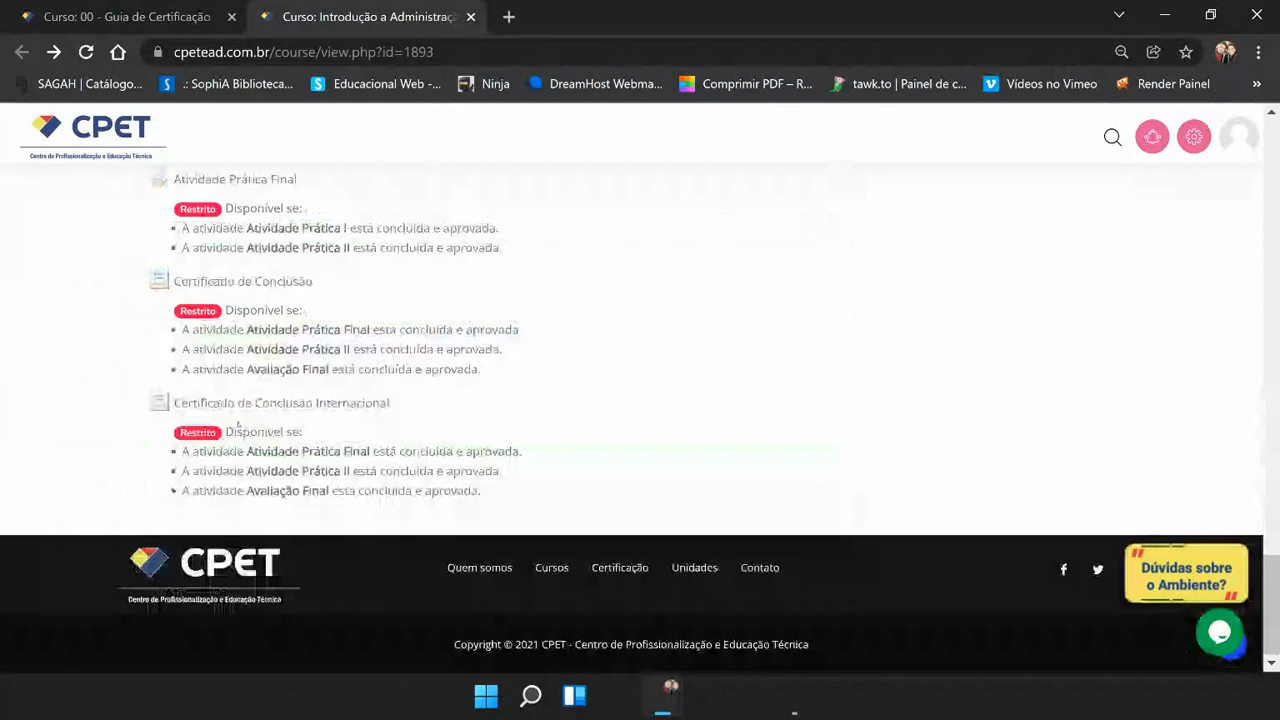 Curso: 00 - Guia de Certificação
Curso: Introdução a Administraç
cpetead.com.br/course/view.php?id=1893
SAGAH | Catálogo...
.: SophiA Biblioteca...
Educacional Web -...
Ninja
DreamHost Webma...
Comprimir PDF – R...
tawk.to | Painel de c...
Vídeos no Vimeo
Render Painel
»
CPET
Centro de Profissionalização e Educação Técnica
Atividade Prática Final
Restrito Disponível se:
A atividade Atividade Prática I está concluída e aprovada.
A atividade Atividade Prática II está concluída e aprovada.
Certificado de Conclusão
Restrito Disponível se:
A atividade Atividade Prática Final está concluída e aprovada
A atividade Atividade Prática II está concluída e aprovada.
A atividade Avaliação Final está concluída e aprovada.
Certificado de Conclusão Internacional
Restrito Disponível se:
A atividade Atividade Prática Final está concluída e aprovada.
A atividade Atividade Prática II está concluída e aprovada.
A atividade Avaliação Final está concluída e aprovada.
CPET
Centro de Profissionalização e Educação Técnica
Quem somos
Cursos
Certificação
Unidades
Contato
Dúvidas sobre
o Ambiente?
Copyright © 2021 CPET - Centro de Profissionalização e Educação Técnica